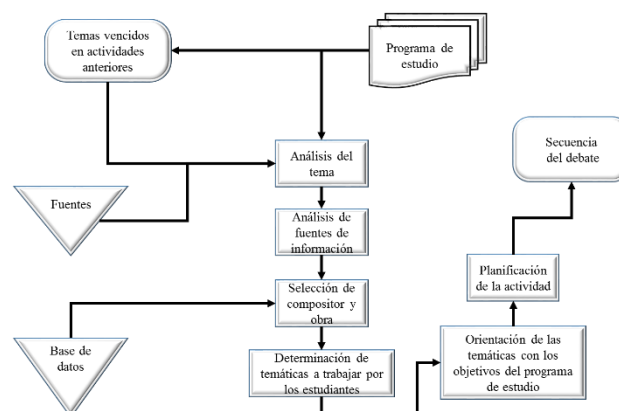 Temas vencidos
en actividades
anteriores
Programa de
estudio
Análisis del
tema
Fuentes
Análisis de
fuentes de
información
Selección de
compositor y
obra
Base de
datos
Determinación de
temáticas a trabajar por
los estudiantes
Secuencia
del debate
Planificación
de la actividad
Orientación de las
temáticas con los
objetivos del programa
de estudio